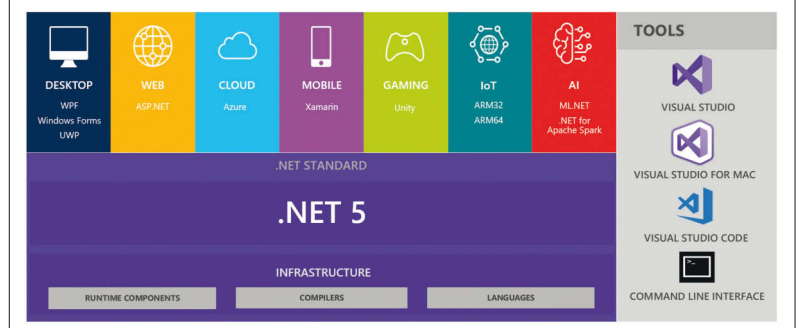 DESKTOP
WPF
Windows Forms
UWP
WEB
ASP.NET
CLOUD
Azure
MOBILE
Xamarin
GAMING
Unity
IoT
ARM32
ARM64
AI
ML.NET
.NET for
Apache Spark
.NET STANDARD
.NET 5
INFRASTRUCTURE
RUNTIME COMPONENTS
COMPILERS
LANGUAGES
TOOLS
VISUAL STUDIO
VISUAL STUDIO FOR MAC
VISUAL STUDIO CODE
>_
COMMAND LINE INTERFACE